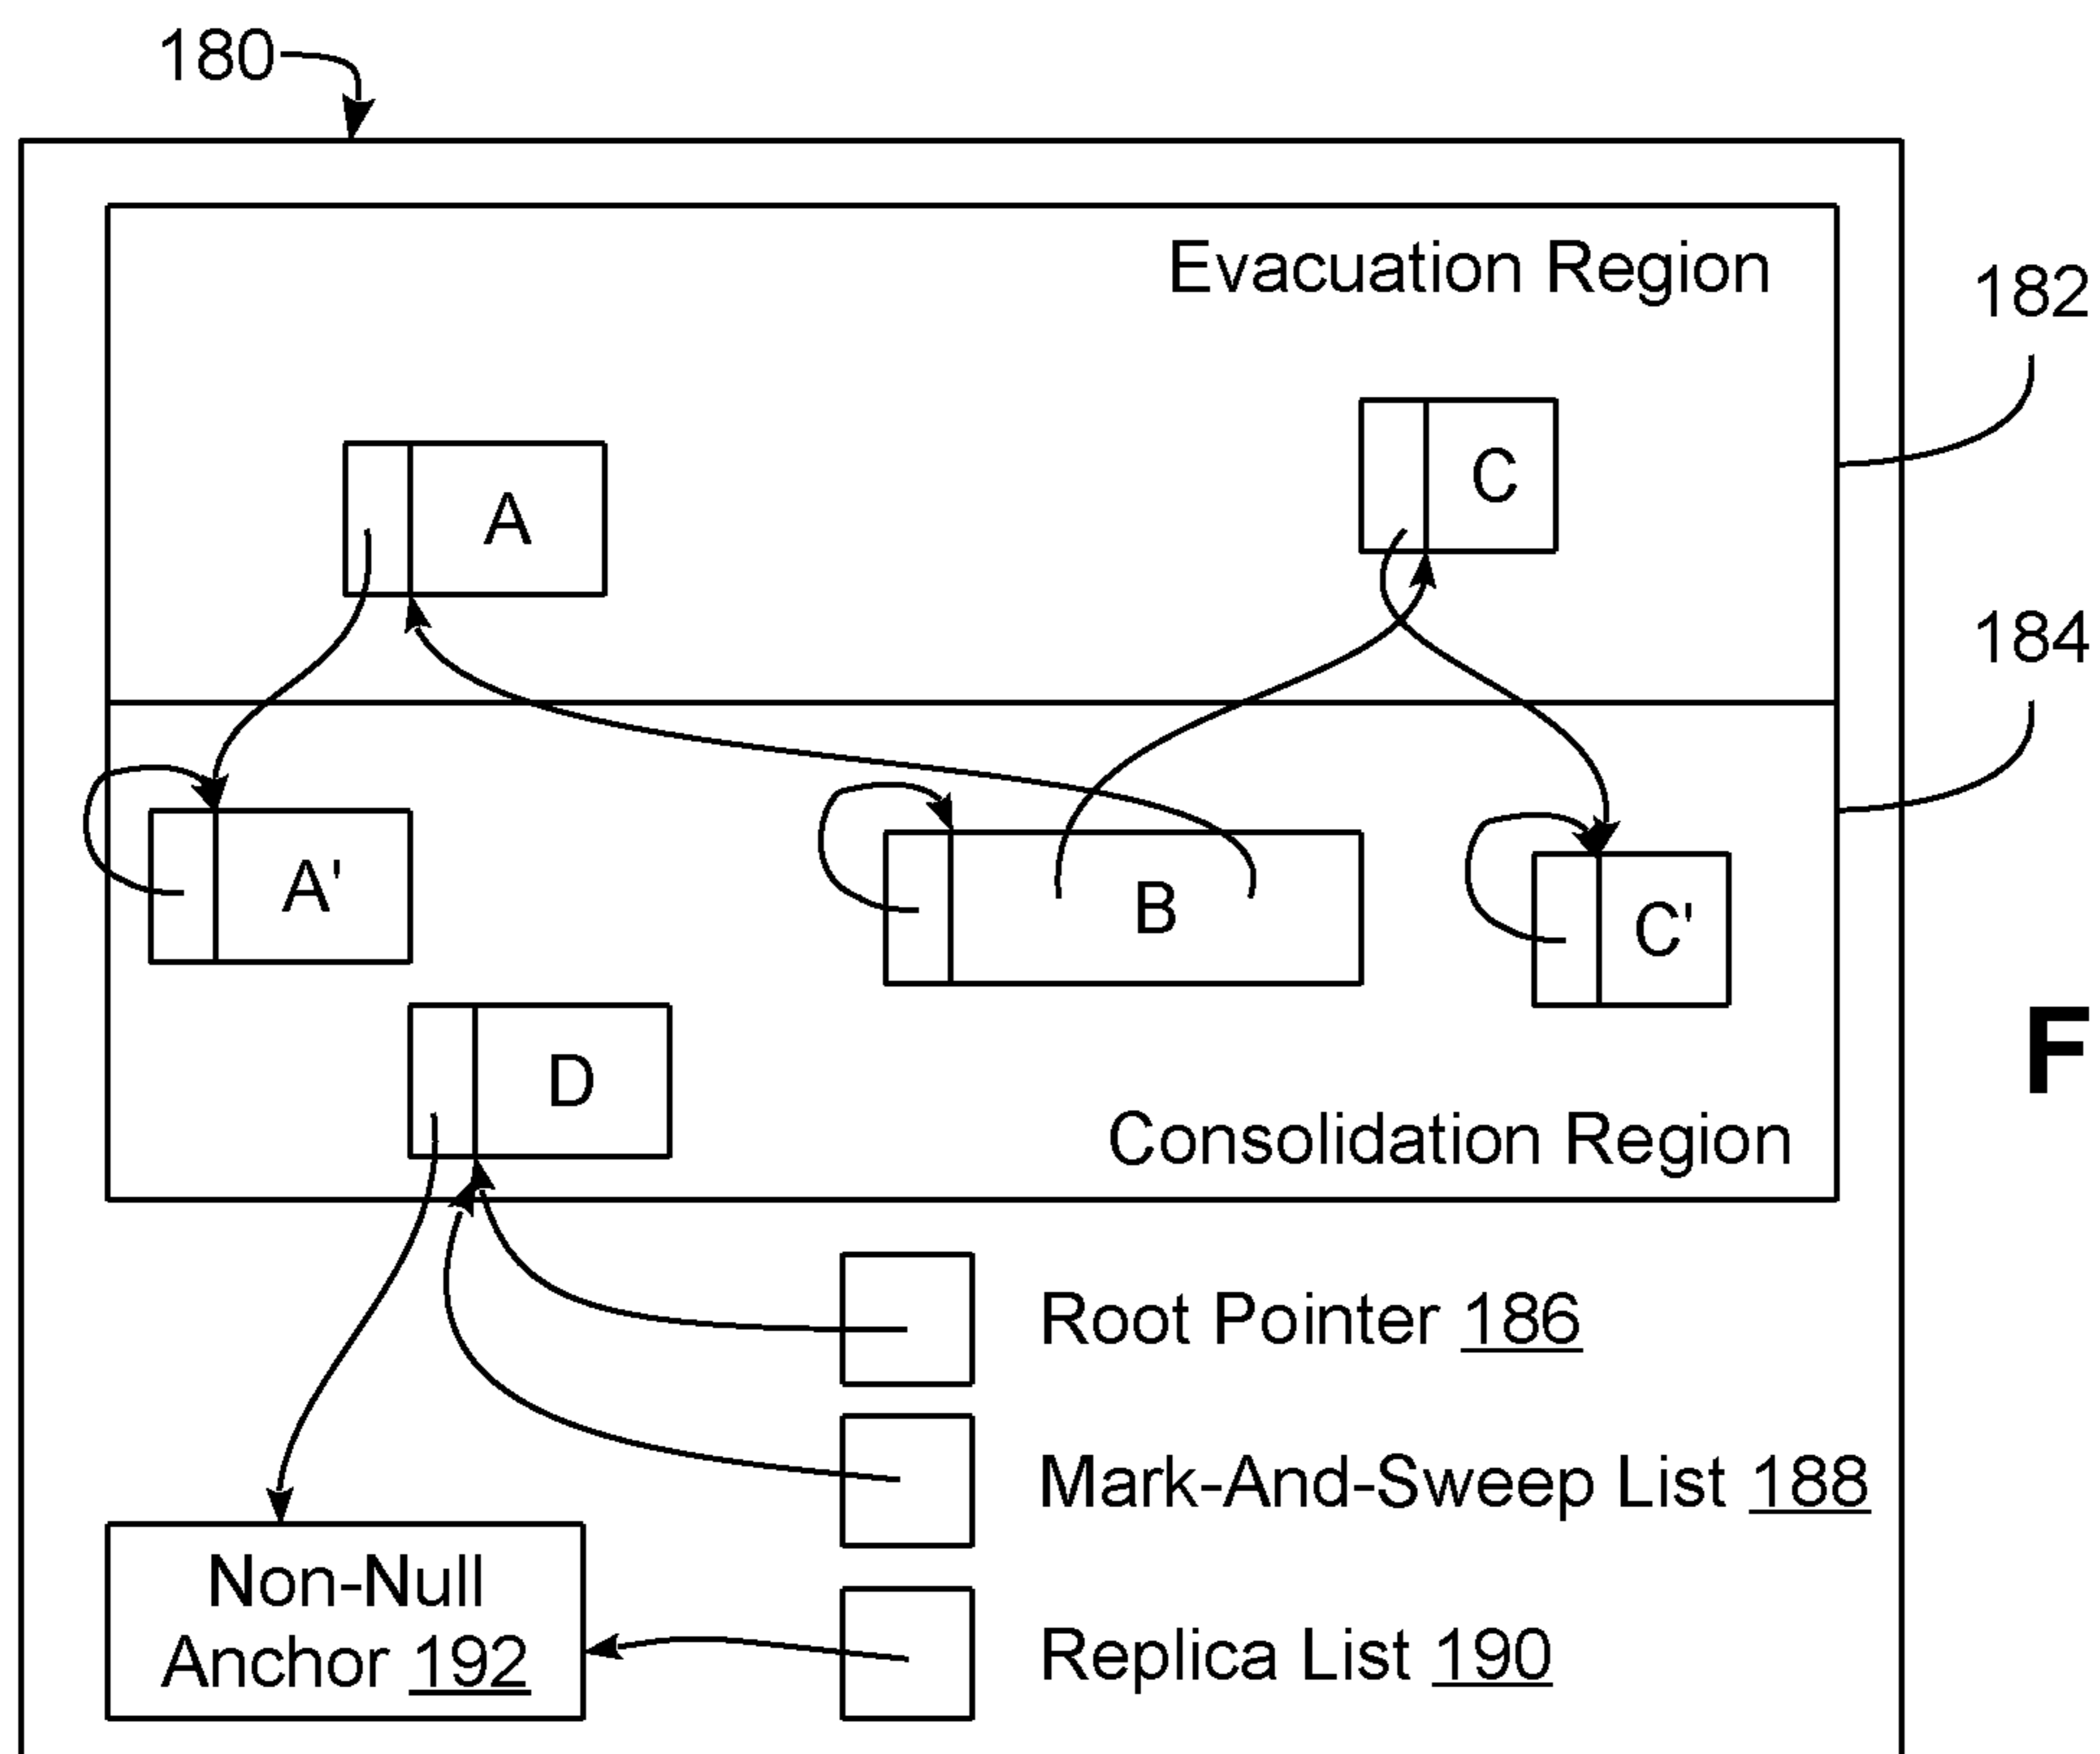 180
Evacuation Region
182
C
A
184
A'
B
C'
D
F
Consolidation Region
Root Pointer 186
Mark-And-Sweep List 188
Non-Null
Anchor 192
Replica List 190